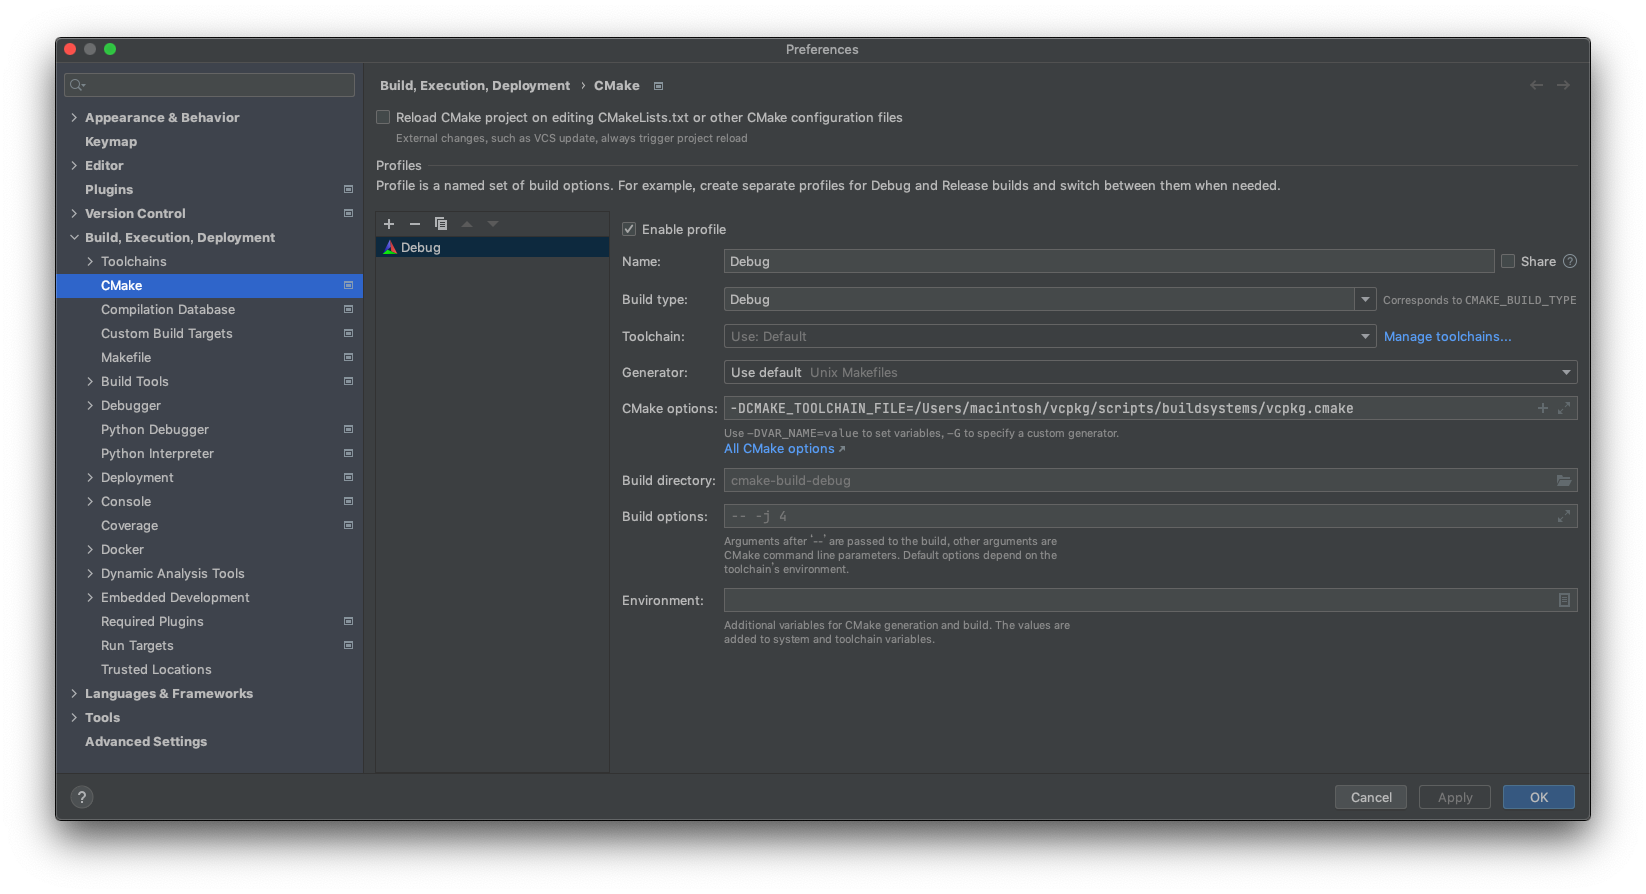 Preferences
Appearance & Behavior
Keymap
Editor
Plugins
Version Control
Build, Execution, Deployment
Toolchains
CMake
Compilation Database
Custom Build Targets
Makefile
Build Tools
Debugger
Python Debugger
Python Interpreter
Deployment
Console
Coverage
Docker
Dynamic Analysis Tools
Embedded Development
Required Plugins
Run Targets
Trusted Locations
Languages & Frameworks
Tools
Advanced Settings
Build, Execution, Deployment › CMake
Reload CMake project on editing CMakeLists.txt or other CMake configuration files
External changes, such as VCS update, always trigger project reload
Profiles
Profile is a named set of build options. For example, create separate profiles for Debug and Release builds and switch between them when needed.
Debug
Enable profile
Name: Debug Share ?
Build type: Debug Corresponds to CMAKE_BUILD_TYPE
Toolchain: Use: Default Manage toolchains...
Generator: Use default Unix Makefiles
CMake options: -DCMAKE_TOOLCHAIN_FILE=/Users/macintosh/vcpkg/scripts/buildsystems/vcpkg.cmake
Use -DVAR_NAME=value to set variables, -G to specify a custom generator.
All CMake options ↗
Build directory: cmake-build-debug
Build options: -- -j 4
Arguments after '--' are passed to the build, other arguments are
CMake command line parameters. Default options depend on the
toolchain's environment.
Environment:
Additional variables for CMake generation and build. The values are
added to system and toolchain variables.
? Cancel Apply OK